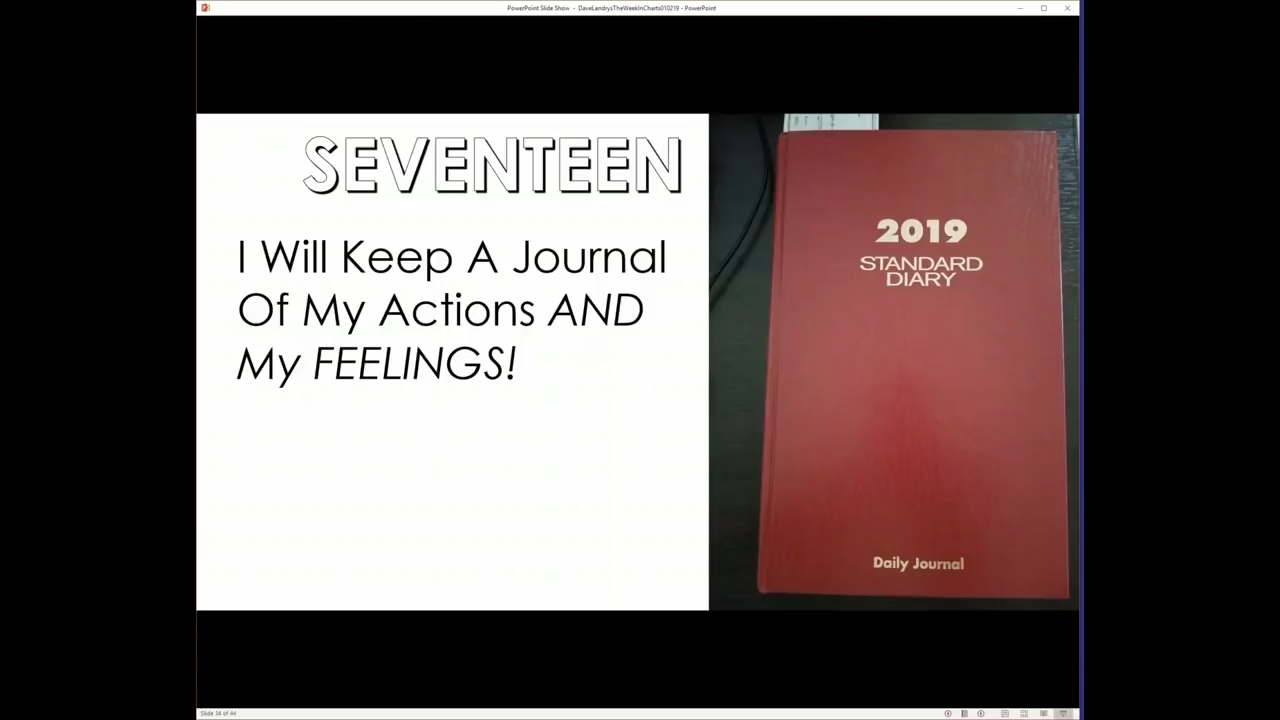 PowerPoint Slide Show - DaveLandrysTheWeekInCharts010219 - PowerPoint
SEVENTEEN
I Will Keep A Journal
Of My Actions AND
My FEELINGS!
2019
STANDARD
DIARY
Daily Journal
Slide 34 of 44